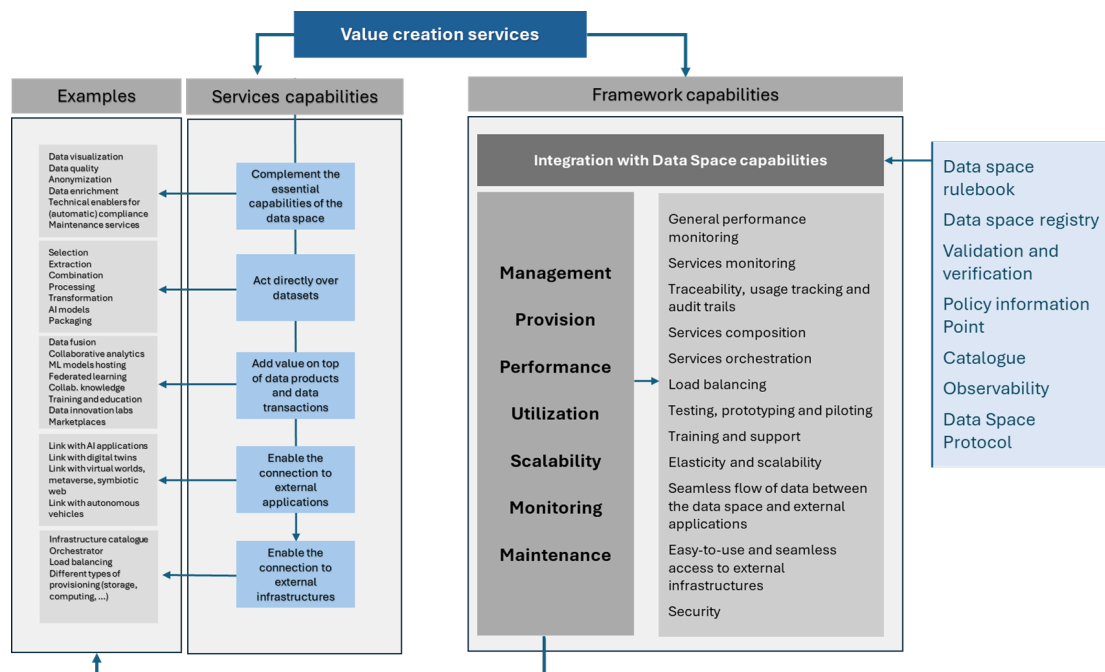 Value creation services
Examples
Services capabilities
Framework capabilities
Data visualization
Data quality
Anonymization
Data enrichment
Technical enablers for
(automatic) compliance
Maintenance services
Complement the
essential
capabilities of the
data space
Selection
Extraction
Combination
Processing
Transformation
AI models
Packaging
Act directly over
datasets
Data fusion
Collaborative analytics
ML models hosting
Federated learning
Collab. knowledge
Training and education
Data innovation labs
Marketplaces
Add value on top
of data products
and data
transactions
Link with AI applications
Link with digital twins
Link with virtual worlds,
metaverse, symbiotic
web
Link with autonomous
vehicles
Enable the
connection to
external
applications
Infrastructure catalogue
Orchestrator
Load balancing
Different types of
provisioning (storage,
computing, ...)
Enable the
connection to
external
infrastructures
Integration with Data Space capabilities
Management
Provision
Performance
Utilization
Scalability
Monitoring
Maintenance
General performance
monitoring
Services monitoring
Traceability, usage tracking and
audit trails
Services composition
Services orchestration
Load balancing
Testing, prototyping and piloting
Training and support
Elasticity and scalability
Seamless flow of data between
the data space and external
applications
Easy-to-use and seamless
access to external
infrastructures
Security
Data space
rulebook
Data space registry
Validation and
verification
Policy information
Point
Catalogue
Observability
Data Space
Protocol